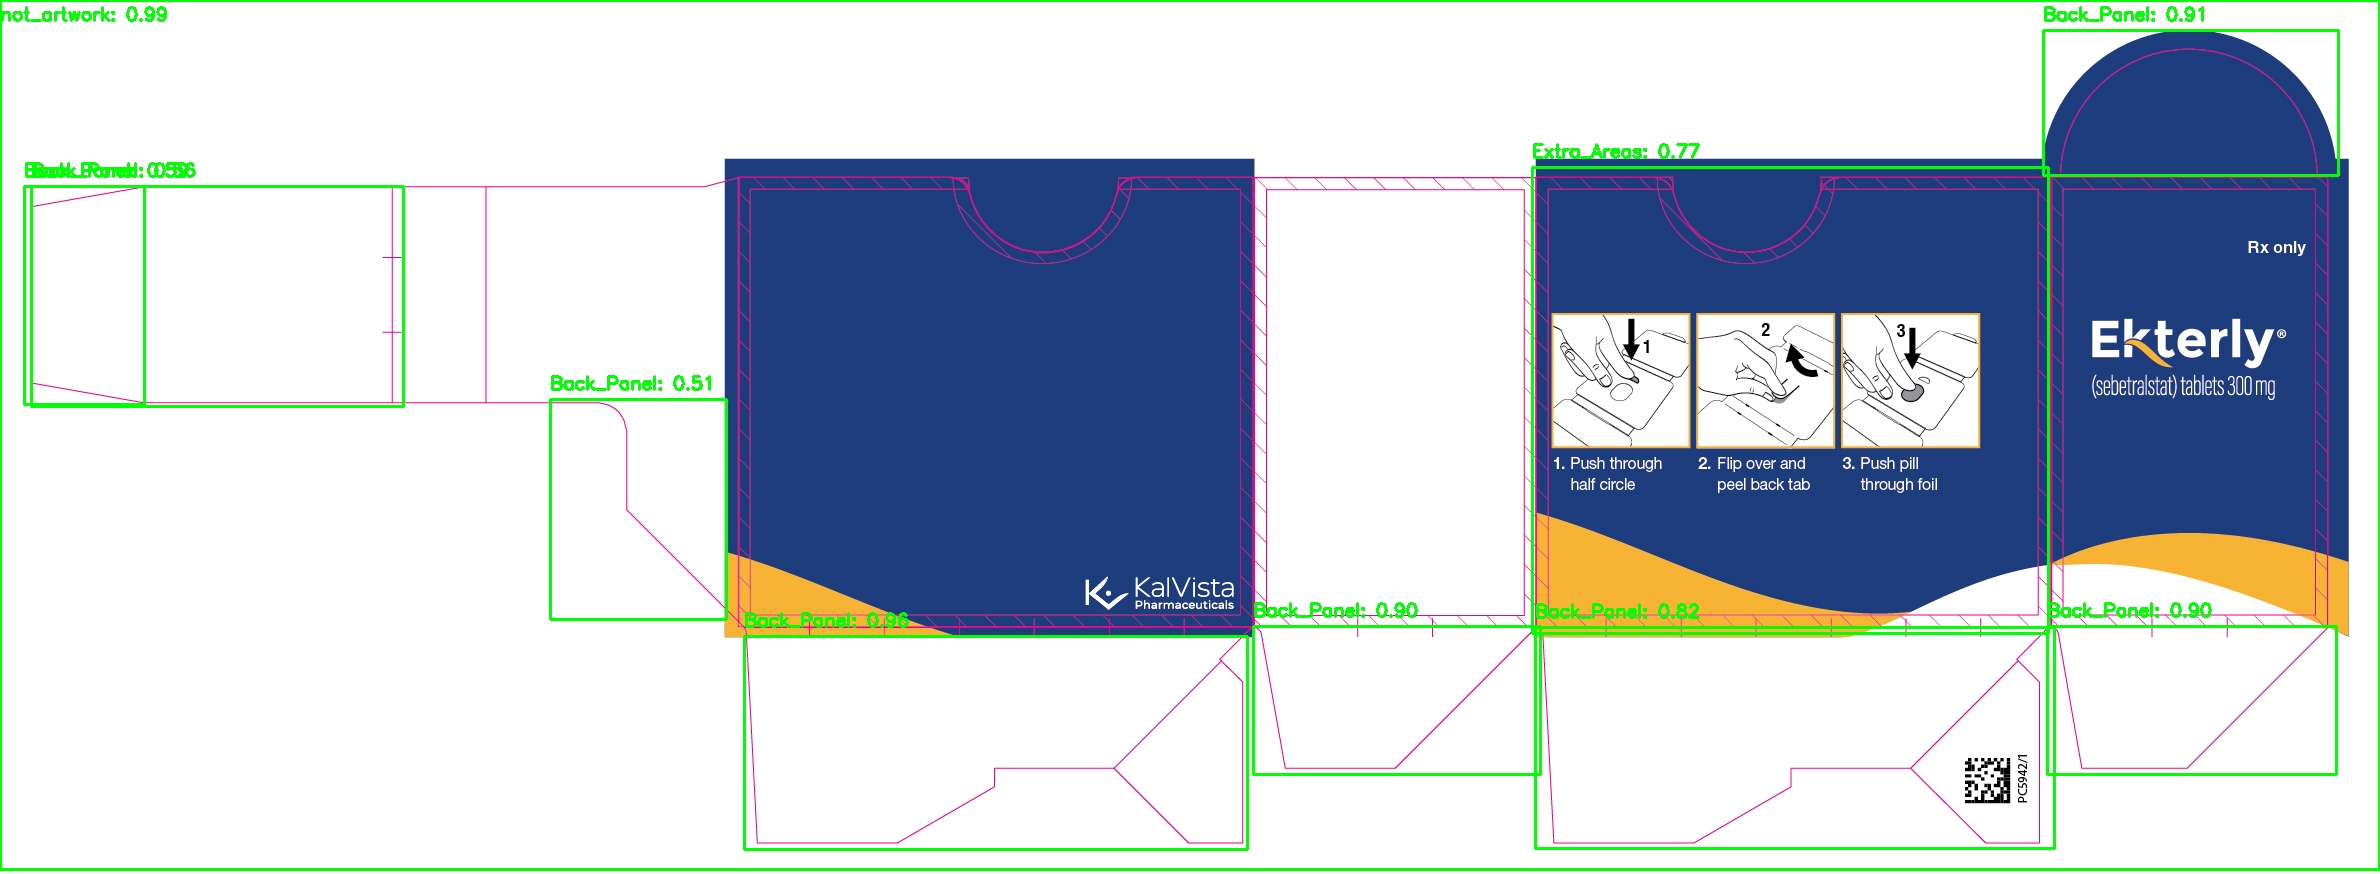 not_artwork: 0.99
Back_Panel: 0.91
Extra_Areas: 0.77
Back_Panel: 0.51
Rx only
1
2
3
Ekterly®
(sebetralstat) tablets 300 mg
1. Push through
half circle
2. Flip over and
peel back tab
3. Push pill
through foil
KalVista
Pharmaceuticals
Back_Panel: 0.96
Back_Panel: 0.90
Back_Panel: 0.82
Back_Panel: 0.90
PC5942/1